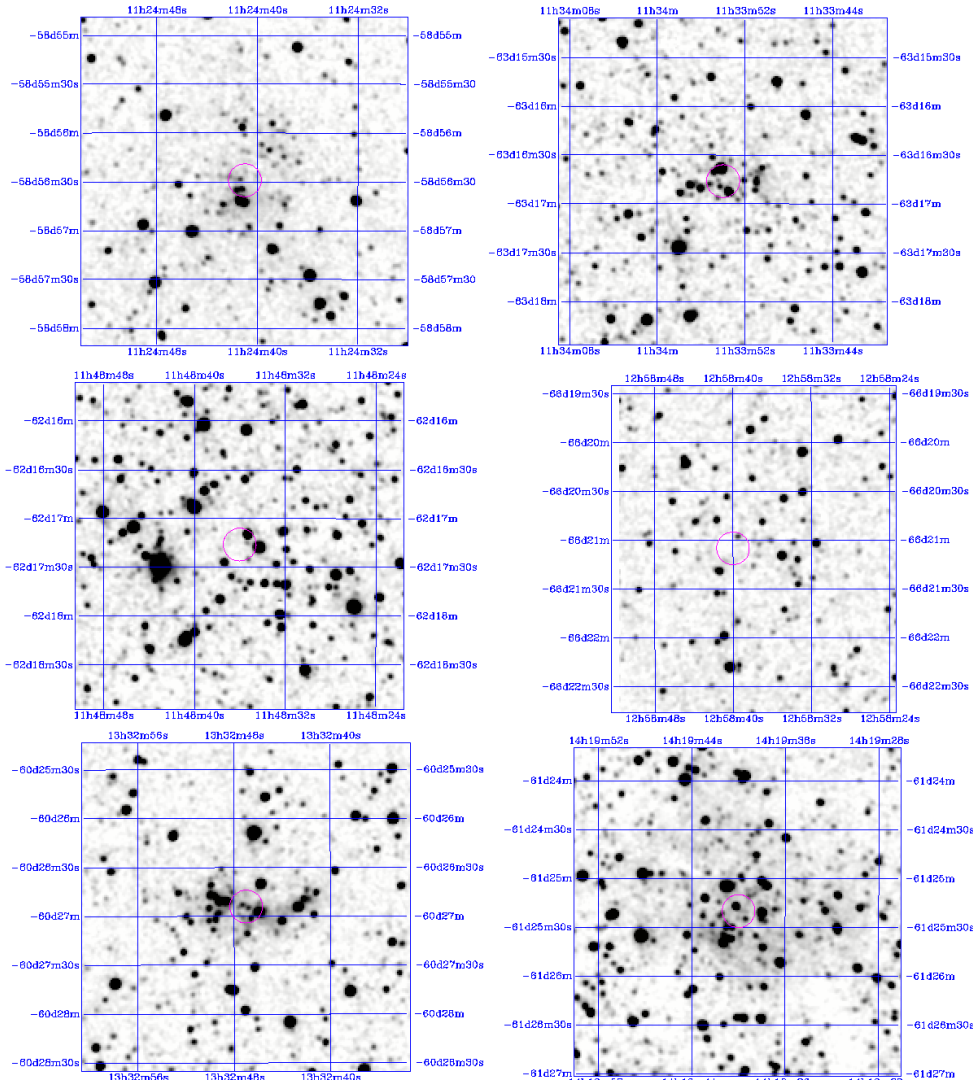 11h24m48s 11h24m40s 11h24m32s
-58d55m -58d55m
-58d55m30s -58d55m30
-58d56m -58d56m
-58d56m30s -58d56m30
-58d57m -58d57m
-58d57m30s -58d57m30
-58d58m -58d58m
11h24m48s 11h24m40s 11h24m32s
11h34m08s 11h34m 11h33m52s 11h33m44s
-63d15m30s -63d15m30s
-63d16m -63d16m
-63d16m30s -63d16m30s
-63d17m -63d17m
-63d17m30s -63d17m30s
-63d18m -63d18m
11h34m08s 11h34m 11h33m52s 11h33m44s
11h48m48s 11h48m40s 11h48m32s 11h48m24s
-62d16m -62d16m
-62d16m30s -62d16m30s
-62d17m -62d17m
-62d17m30s -62d17m30s
-62d18m -62d18m
-62d18m30s -62d18m30s
11h48m48s 11h48m40s 11h48m32s 11h48m24s
12h58m48s 12h58m40s 12h58m32s 12h58m24s
-66d19m30s -66d19m30s
-66d20m -66d20m
-66d20m30s -66d20m30s
-66d21m -66d21m
-66d21m30s -66d21m30s
-66d22m -66d22m
-66d22m30s -66d22m30s
12h58m48s 12h58m40s 12h58m32s 12h58m24s
13h32m56s 13h32m48s 13h32m40s
-60d25m30s -60d25m30s
-60d26m -60d26m
-60d26m30s -60d26m30s
-60d27m -60d27m
-60d27m30s -60d27m30s
-60d28m -60d28m
-60d28m30s -60d28m30s
13h32m56s 13h32m48s 13h32m40s
14h19m52s 14h19m44s 14h19m36s 14h19m28s
-61d24m -61d24m
-61d24m30s -61d24m30s
-61d25m -61d25m
-61d25m30s -61d25m30s
-61d26m -61d26m
-61d26m30s -61d26m30s
-61d27m -61d27m